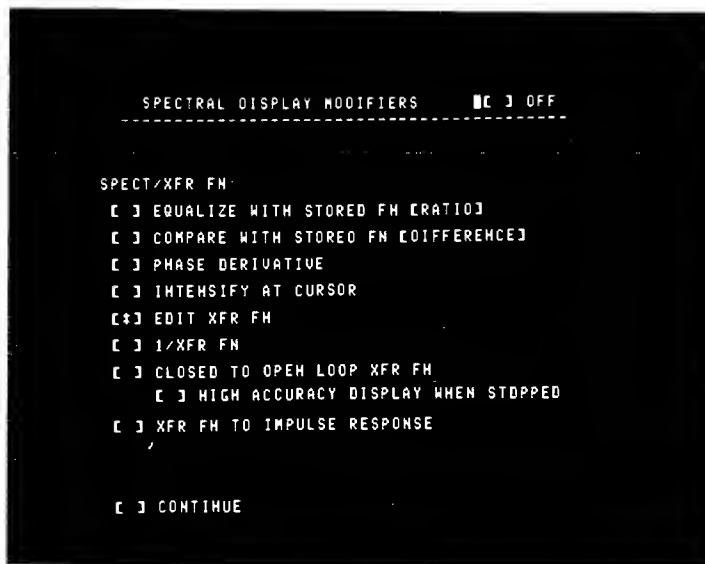 SPECTRAL DISPLAY MODIFIERS [ ] OFF
SPECT/XFR FN
[ ] EQUALIZE WITH STORED FN [RATIO]
[ ] COMPARE WITH STORED FN [DIFFERENCE]
[ ] PHASE DERIVATIVE
[ ] INTENSIFY AT CURSOR
[*] EDIT XFR FN
[ ] 1/XFR FN
[ ] CLOSED TO OPEN LOOP XFR FN
[ ] HIGH ACCURACY DISPLAY WHEN STOPPED
[ ] XFR FN TO IMPULSE RESPONSE
[ ] CONTINUE